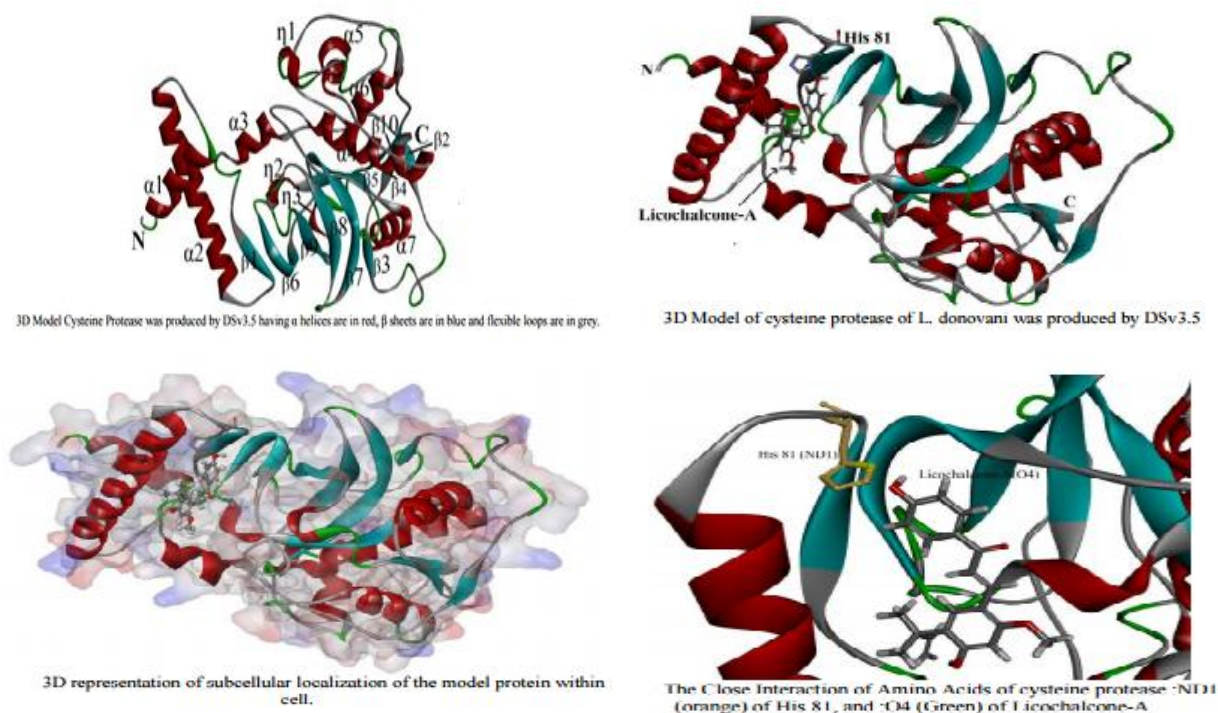 η1
α5
α6
α3
β10
C
β2
α4
β5
β4
η2
η3
α1
N
α2
β8
α7
β9
β3
β6
β7
3D Model Cysteine Protease was produced by DSv3.5 having α helices are in red, β sheets are in blue and flexible loops are in grey.
His 81
N
Licochalcone-A
C
3D Model of cysteine protease of L. donovani was produced by DSv3.5
3D representation of subcellular localization of the model protein within
cell.
His 81 (ND1)
The Close Interaction of Amino Acids of cysteine protease :ND1
(orange) of His 81, and :O4 (Green) of Licochalcone-A